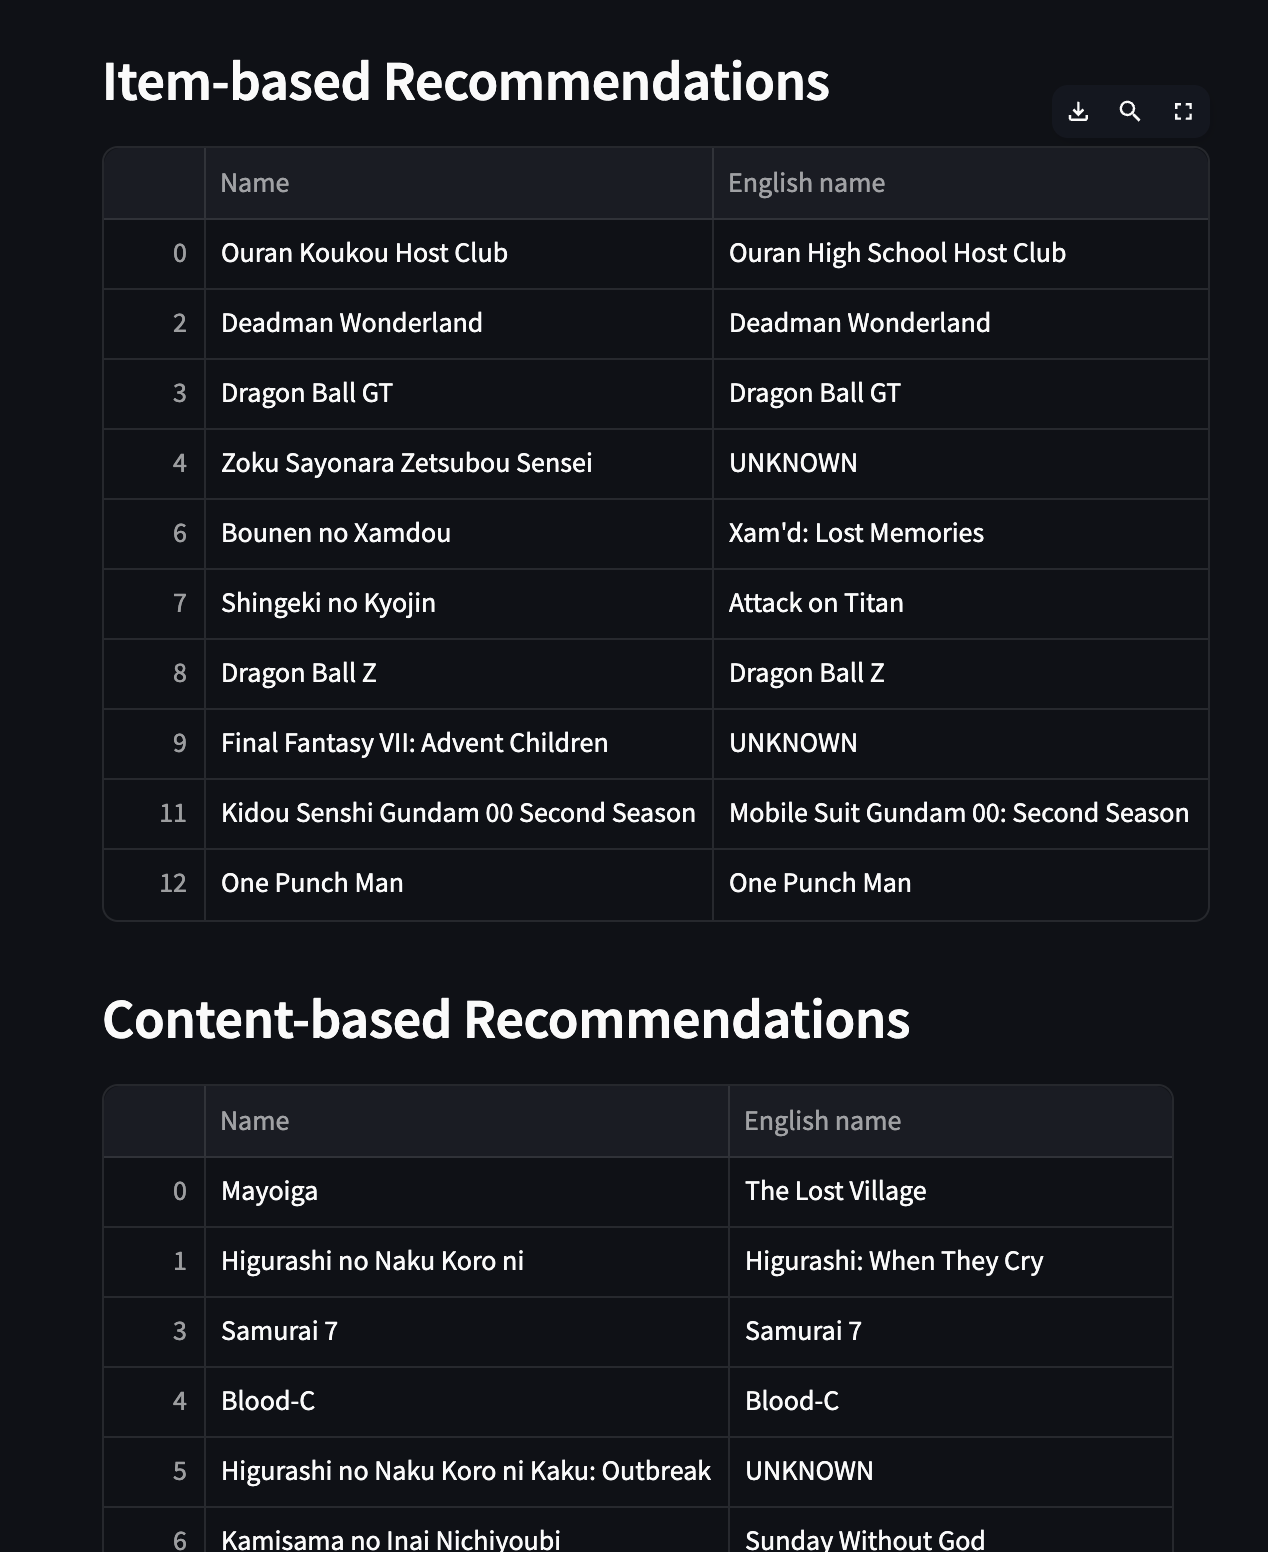 Item-based Recommendations
Name English name
0 Ouran Koukou Host Club Ouran High School Host Club
2 Deadman Wonderland Deadman Wonderland
3 Dragon Ball GT Dragon Ball GT
4 Zoku Sayonara Zetsubou Sensei UNKNOWN
6 Bounen no Xamdou Xam'd: Lost Memories
7 Shingeki no Kyojin Attack on Titan
8 Dragon Ball Z Dragon Ball Z
9 Final Fantasy VII: Advent Children UNKNOWN
11 Kidou Senshi Gundam 00 Second Season Mobile Suit Gundam 00: Second Season
12 One Punch Man One Punch Man
Content-based Recommendations
Name English name
0 Mayoiga The Lost Village
1 Higurashi no Naku Koro ni Higurashi: When They Cry
3 Samurai 7 Samurai 7
4 Blood-C Blood-C
5 Higurashi no Naku Koro ni Kaku: Outbreak UNKNOWN
6 Kamisama no Inai Nichiyoubi Sunday Without God